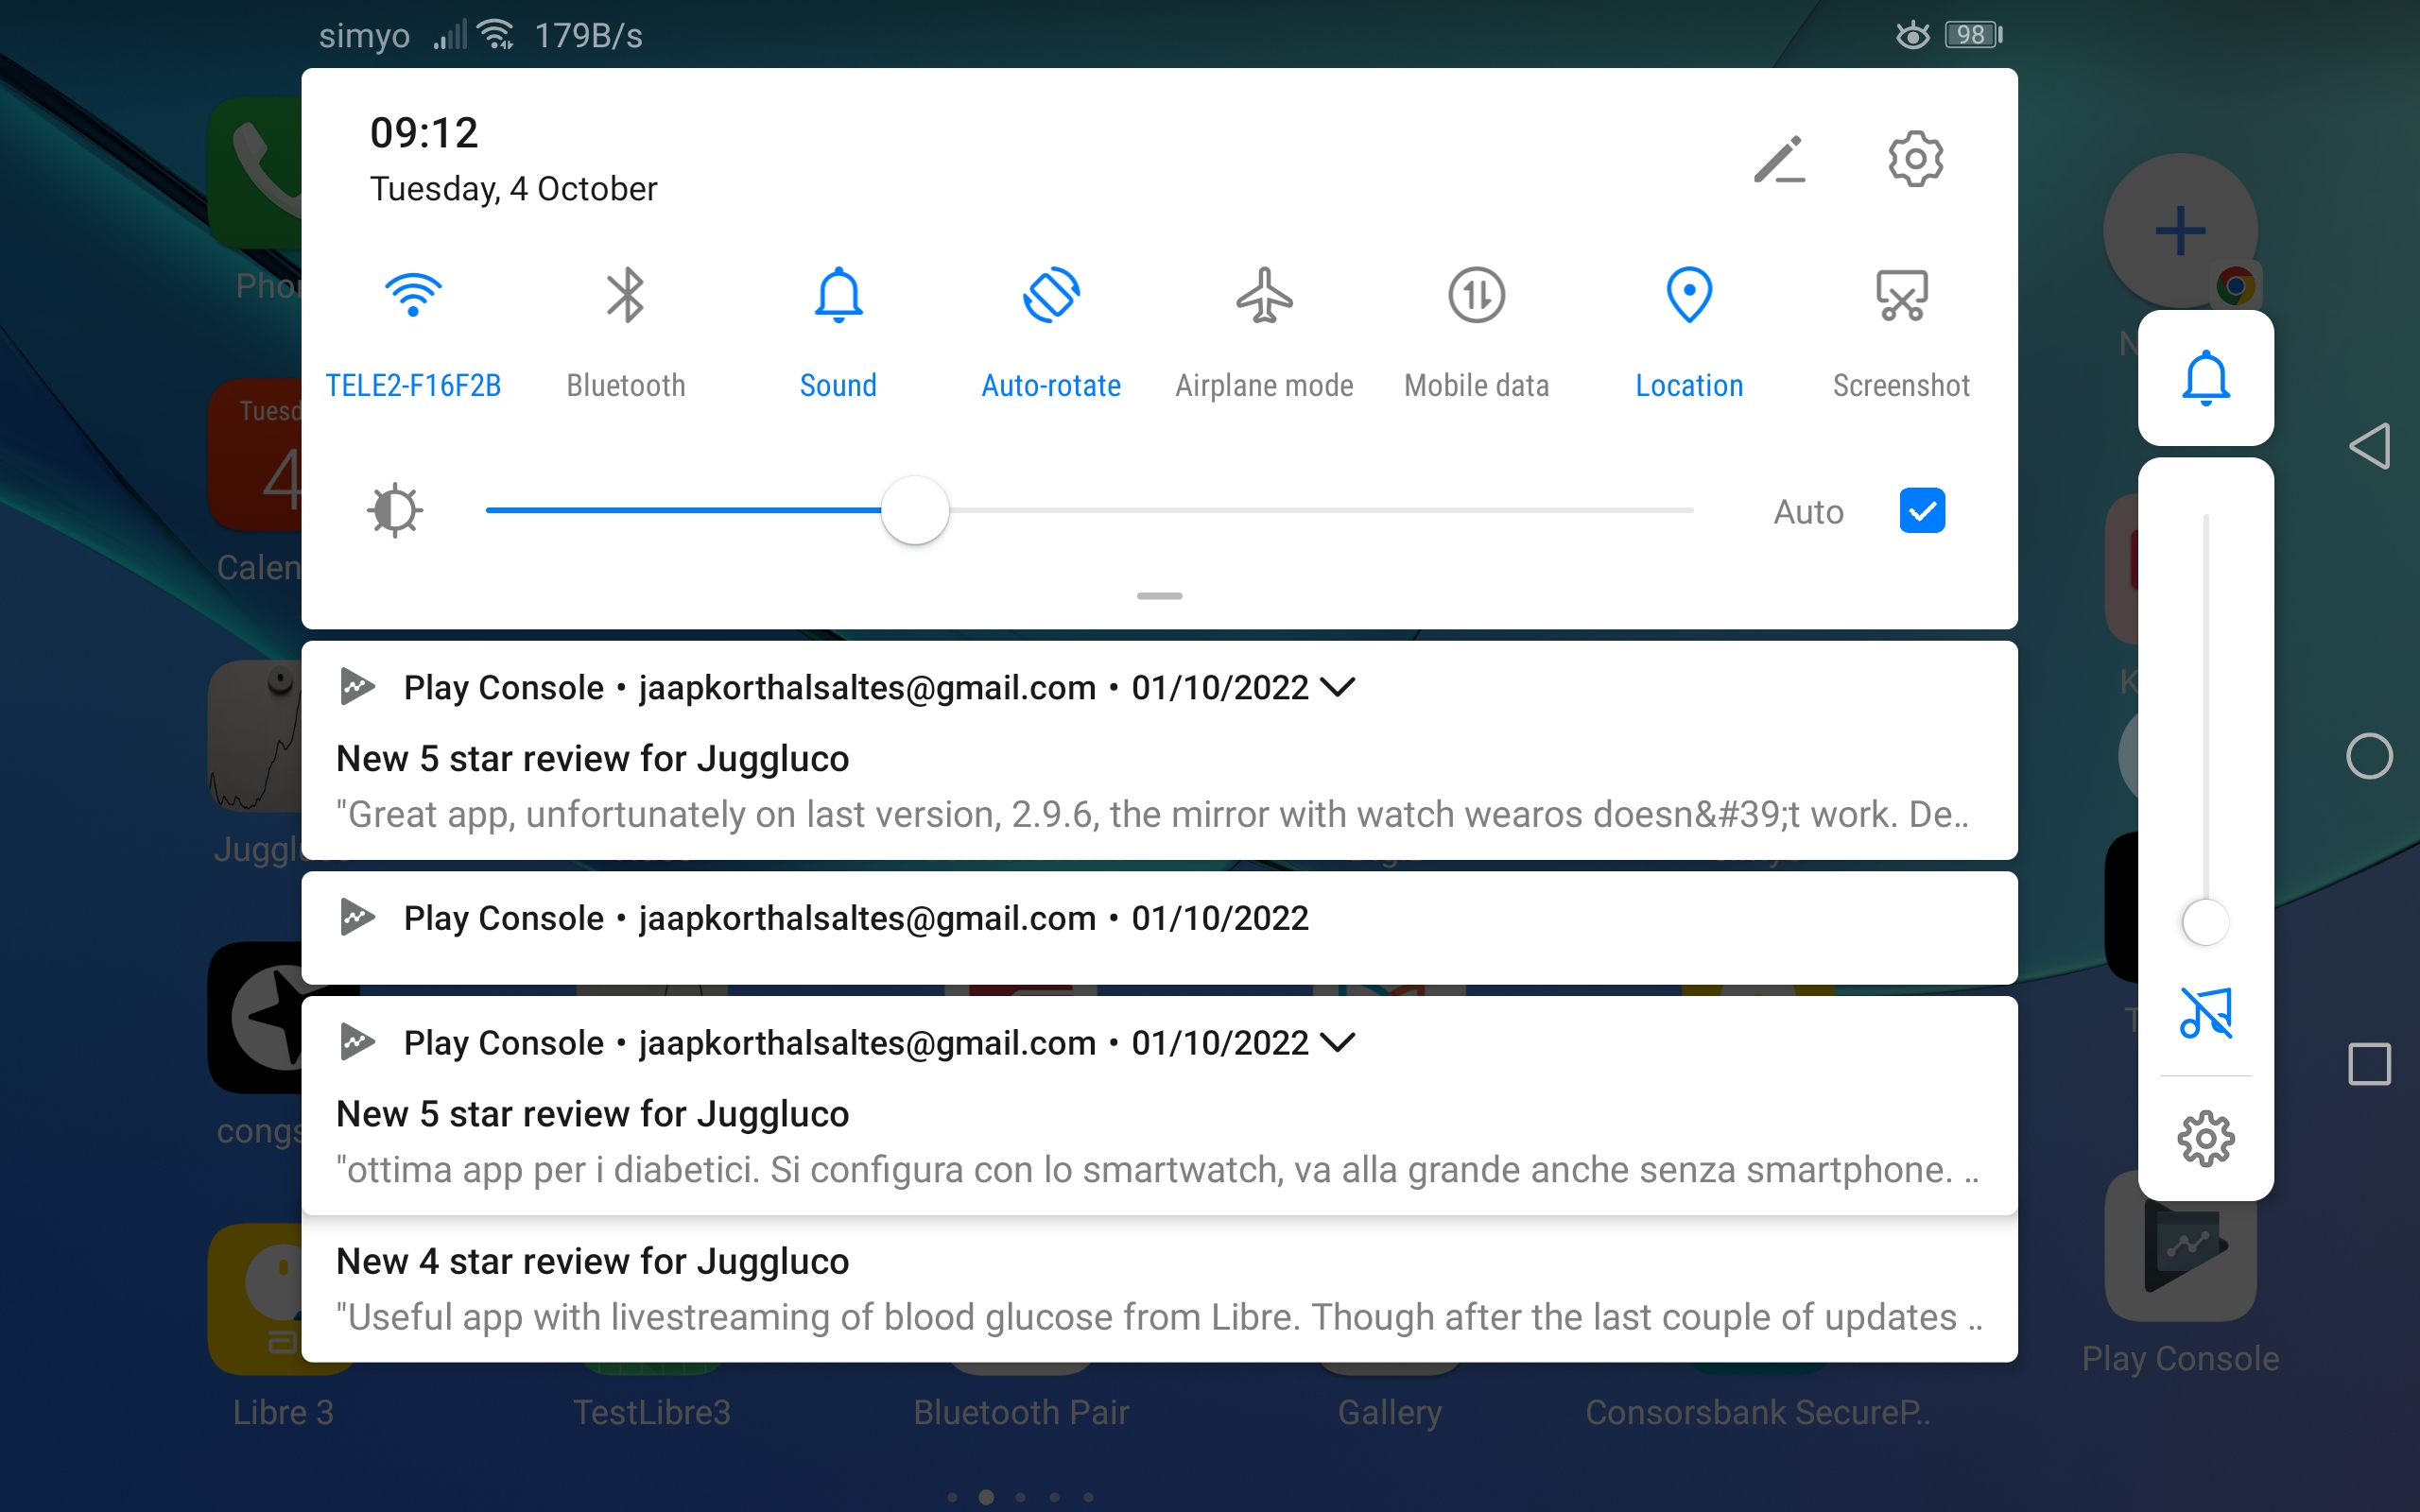 simyo 179B/s 98
09:12
Tuesday, 4 October
TELE2-F16F2B Bluetooth Sound Auto-rotate Airplane mode Mobile data Location Screenshot
Auto
Play Console • jaapkorthalsaltes@gmail.com • 01/10/2022
New 5 star review for Juggluco
"Great app, unfortunately on last version, 2.9.6, the mirror with watch wearos doesn&#39;t work. De..
Play Console • jaapkorthalsaltes@gmail.com • 01/10/2022
Play Console • jaapkorthalsaltes@gmail.com • 01/10/2022
New 5 star review for Juggluco
"ottima app per i diabetici. Si configura con lo smartwatch, va alla grande anche senza smartphone. ..
New 4 star review for Juggluco
"Useful app with livestreaming of blood glucose from Libre. Though after the last couple of updates ..
Pho
Tuesd
4
Calen
Juggl
congs
Play Console
Libre 3 TestLibre3 Bluetooth Pair Gallery Consorsbank SecureP..